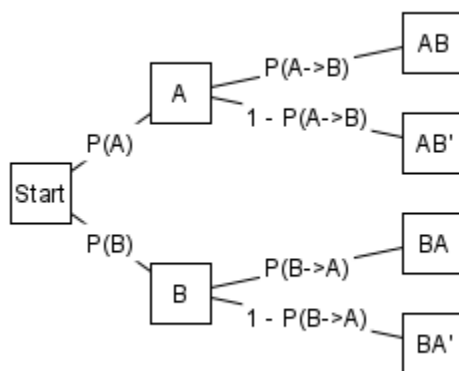 AB
P(A->B)
A
1 - P(A->B)
AB'
P(A)
Start
P(B)
BA
P(B->A)
B
1 - P(B->A)
BA'